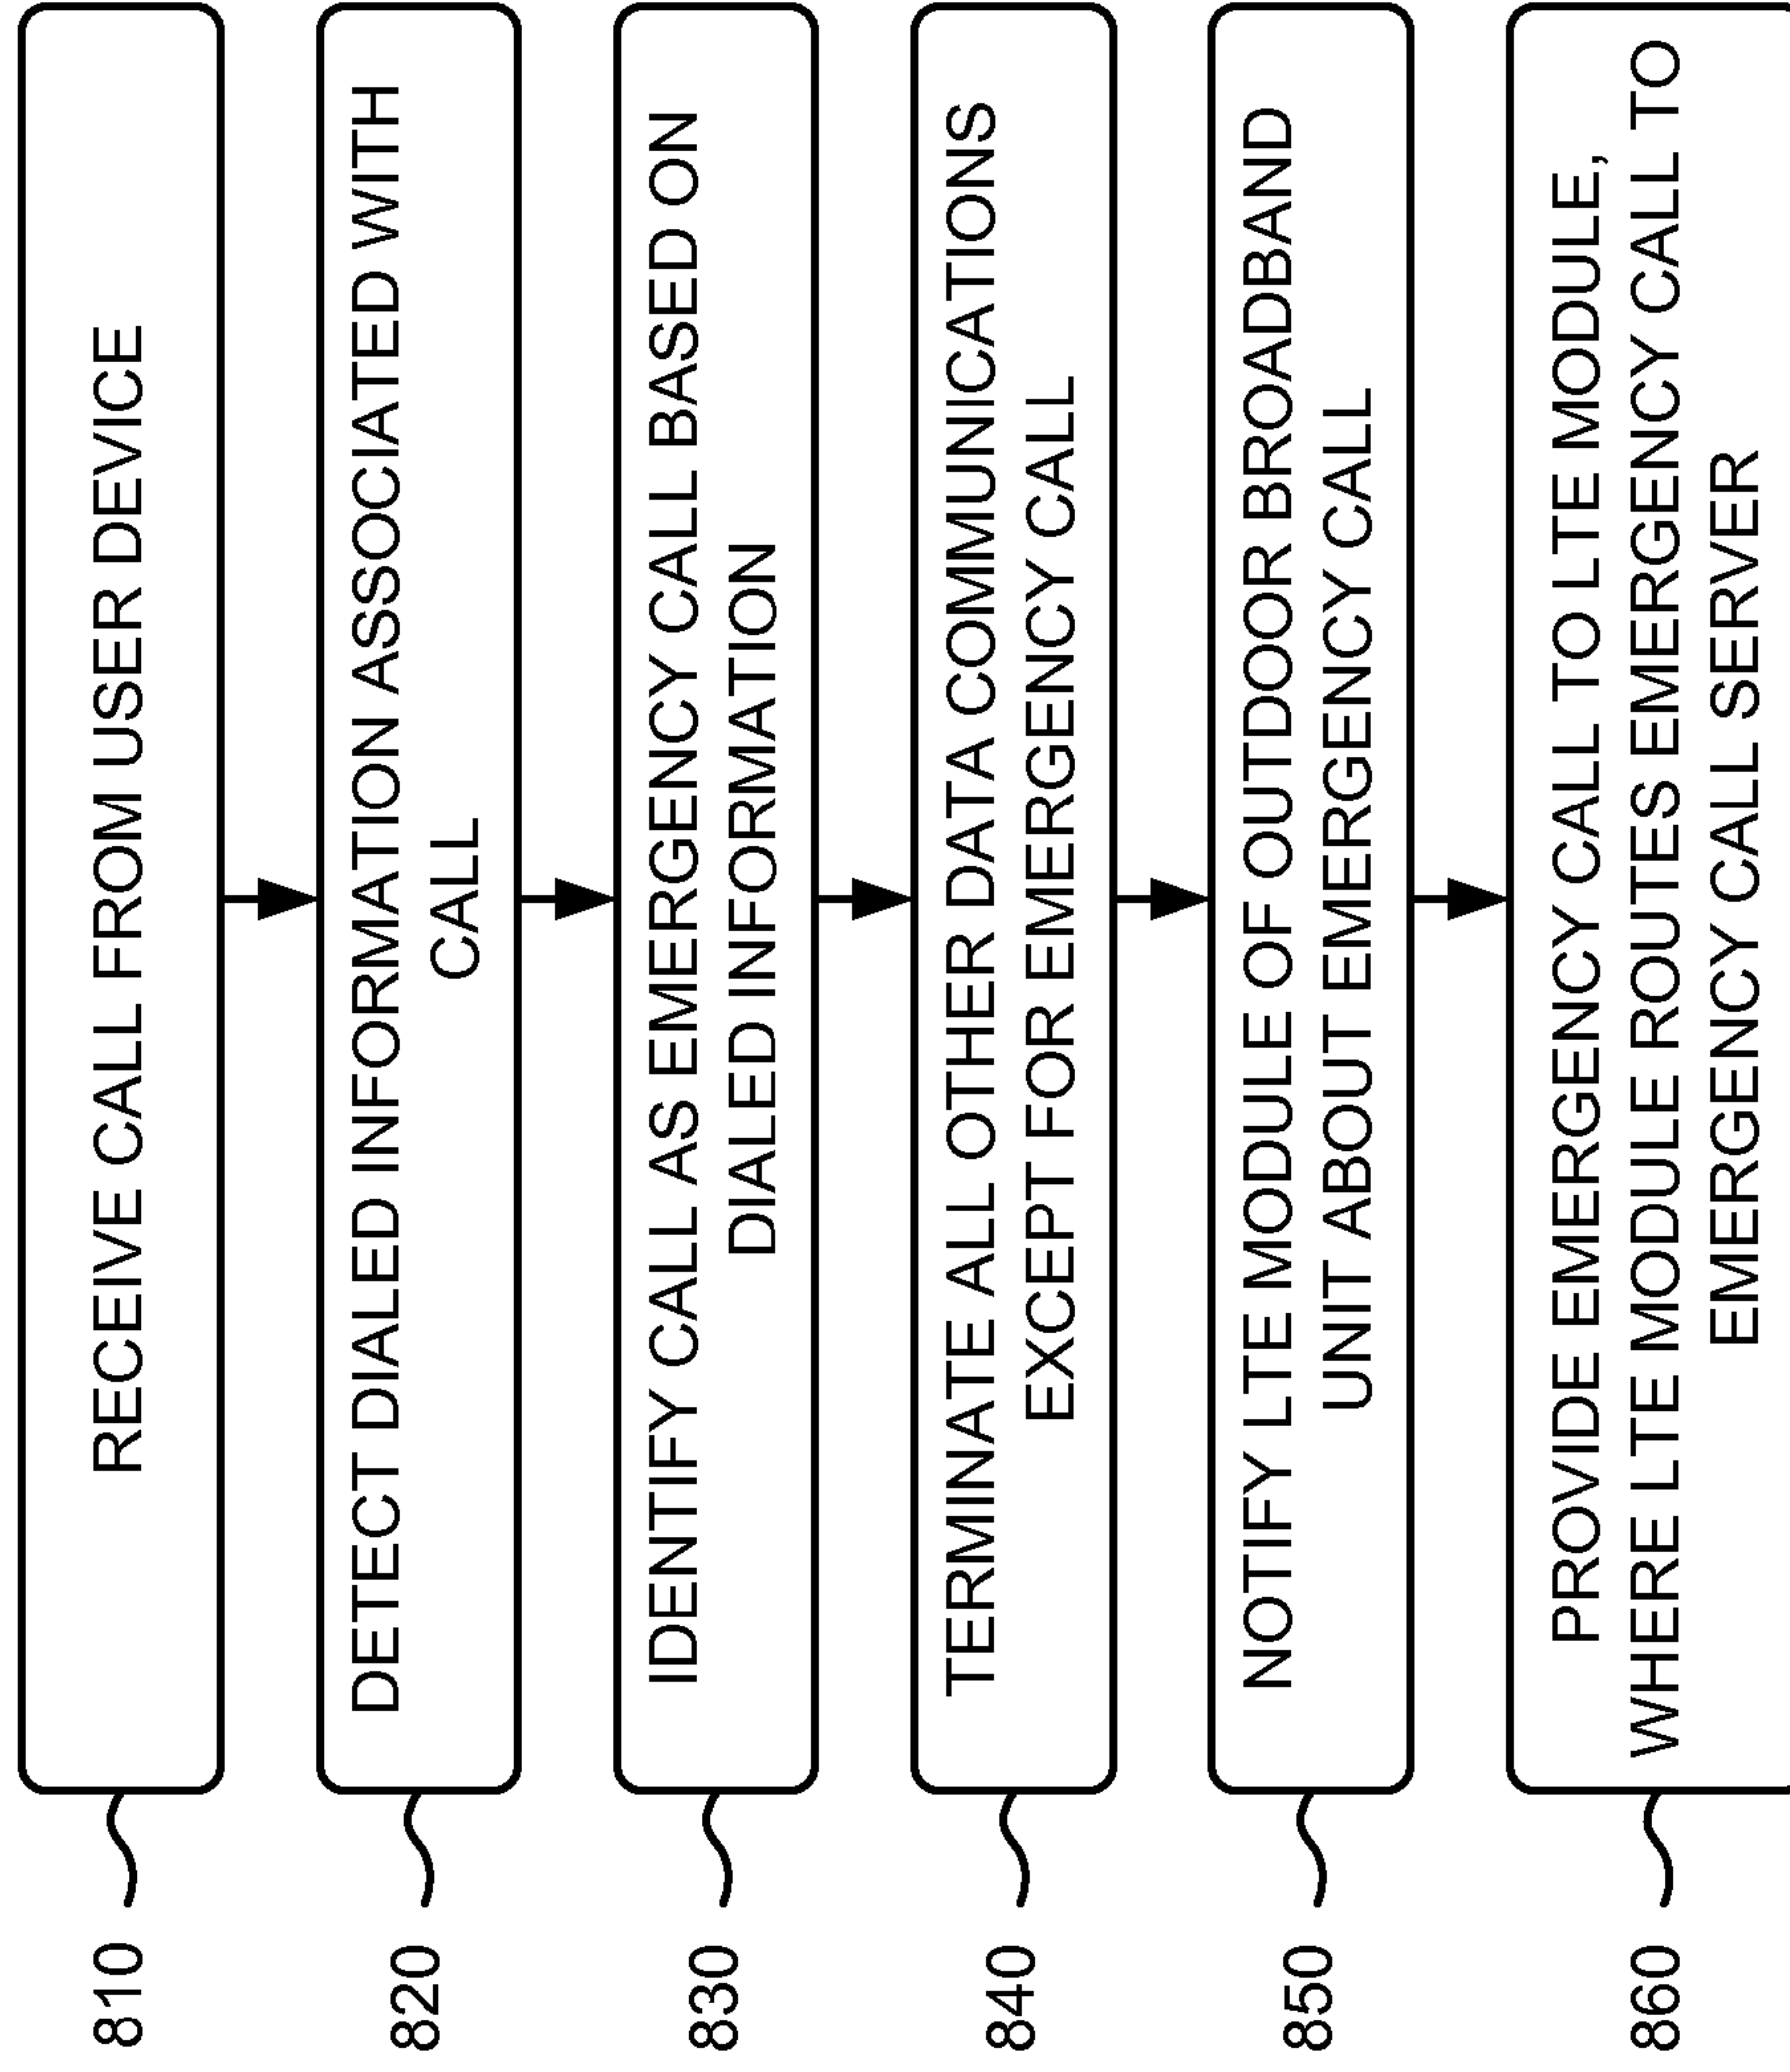 810
RECEIVE CALL FROM USER DEVICE
820
DETECT DIALED INFORMATION ASSOCIATED WITH
CALL
830
IDENTIFY CALL AS EMERGENCY CALL BASED ON
DIALED INFORMATION
840
TERMINATE ALL OTHER DATA COMMUNICATIONS
EXCEPT FOR EMERGENCY CALL
850
NOTIFY LTE MODULE OF OUTDOOR BROADBAND
UNIT ABOUT EMERGENCY CALL
860
PROVIDE EMERGENCY CALL TO LTE MODULE,
WHERE LTE MODULE ROUTES EMERGENCY CALL TO
EMERGENCY CALL SERVER